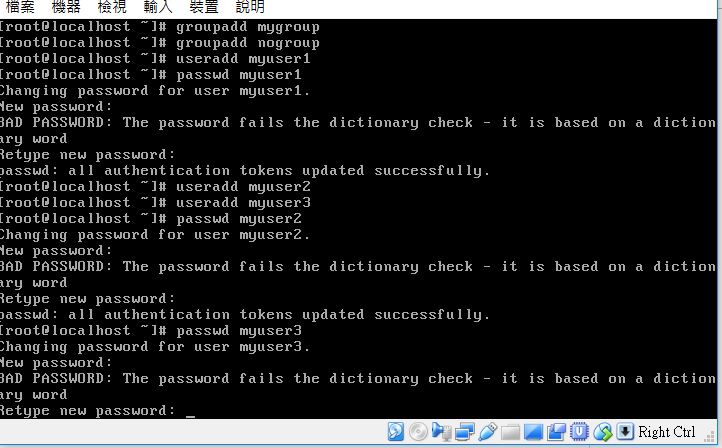 檔案 機器 檢視 輸入 裝置 說明
[root@localhost ~]# groupadd mygroup
[root@localhost ~]# groupadd nogroup
[root@localhost ~]# useradd myuser1
[root@localhost ~]# passwd myuser1
Changing password for user myuser1.
New password:
BAD PASSWORD: The password fails the dictionary check - it is based on a diction
ary word
Retype new password:
passwd: all authentication tokens updated successfully.
[root@localhost ~]# useradd myuser2
[root@localhost ~]# useradd myuser3
[root@localhost ~]# passwd myuser2
Changing password for user myuser2.
New password:
BAD PASSWORD: The password fails the dictionary check - it is based on a diction
ary word
Retype new password:
passwd: all authentication tokens updated successfully.
[root@localhost ~]# passwd myuser3
Changing password for user myuser3.
New password:
BAD PASSWORD: The password fails the dictionary check - it is based on a diction
ary word
Retype new password: _
Right Ctrl